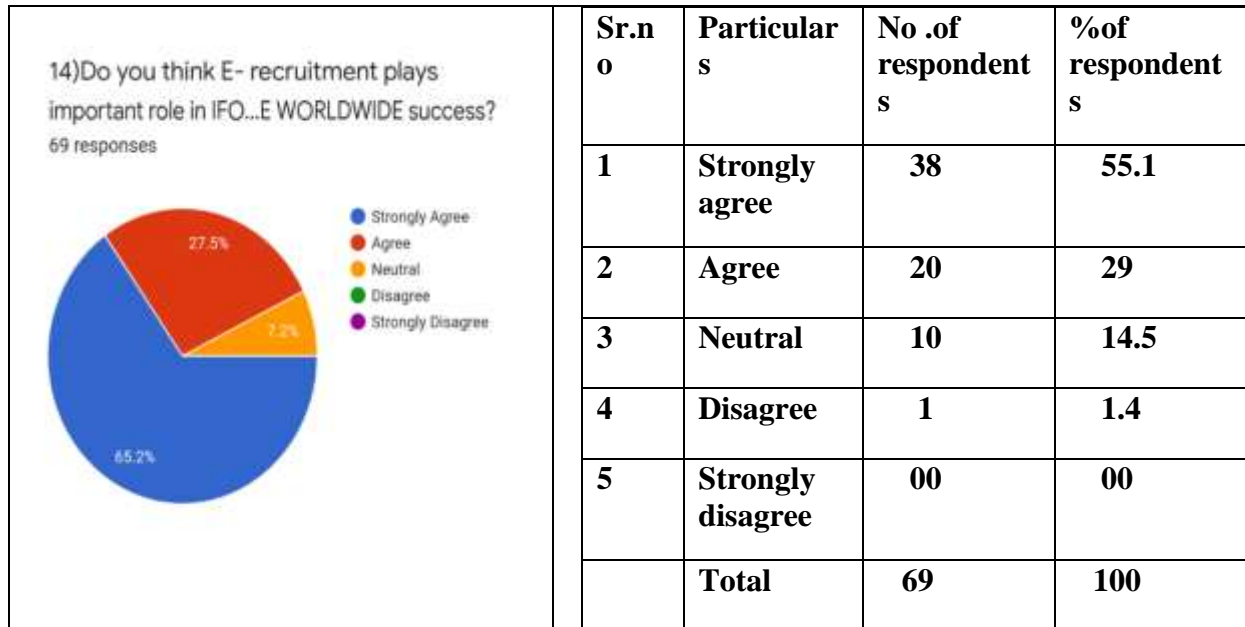 14)Do you think E- recruitment plays
important role in IFO...E WORLDWIDE success?
69 responses
27.5%
7.2%
65.2%
Strongly Agree
Agree
Neutral
Disagree
Strongly Disagree
Sr.n
o
Particular
s
No .of
respondent
s
%of
respondent
s
1 Strongly
agree
38 55.1
2 Agree 20 29
3 Neutral 10 14.5
4 Disagree 1 1.4
5 Strongly
disagree
00 00
Total 69 100